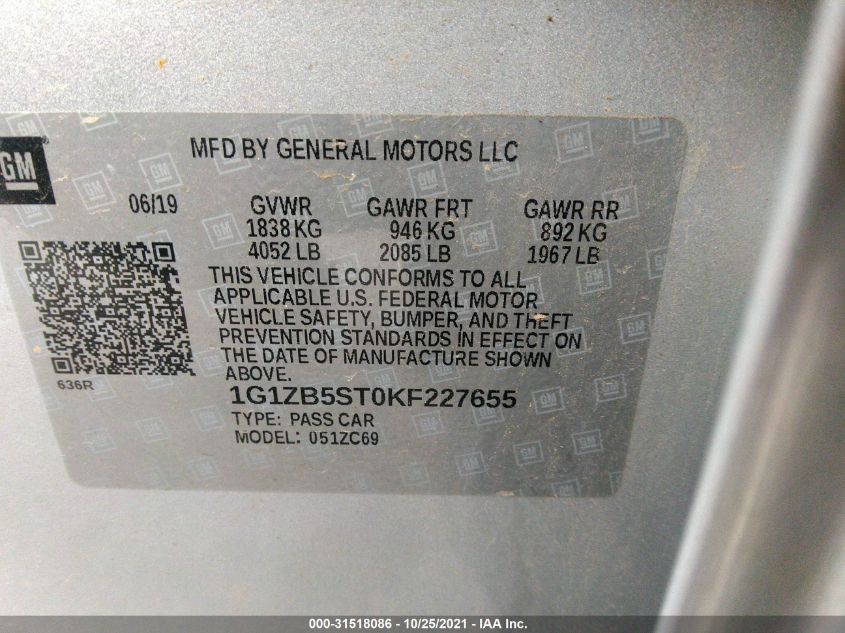 GM
MFD BY GENERAL MOTORS LLC
06/19 GVWR GAWR FRT GAWR RR
1838 KG 946 KG 892 KG
4052 LB 2085 LB 1967 LB
THIS VEHICLE CONFORMS TO ALL
APPLICABLE U.S. FEDERAL MOTOR
VEHICLE SAFETY, BUMPER, AND THEFT
PREVENTION STANDARDS IN EFFECT ON
THE DATE OF MANUFACTURE SHOWN
ABOVE.
636R
1G1ZB5ST0KF227655
TYPE: PASS CAR
MODEL: 051ZC69
000-31518086 - 10/25/2021 - IAA Inc.